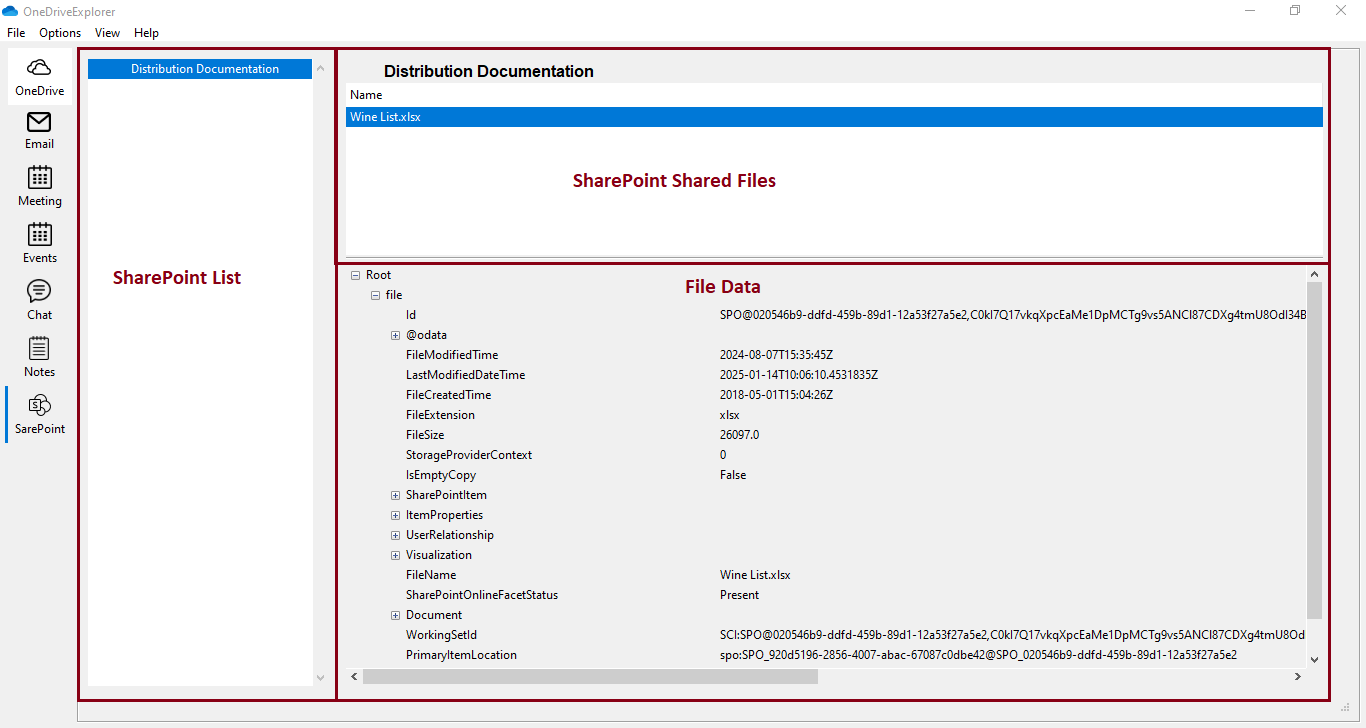 OneDriveExplorer
File Options View Help
OneDrive
Email
Meeting
Events
Chat
Notes
SarePoint
Distribution Documentation
SharePoint List
Distribution Documentation
Name
Wine List.xlsx
SharePoint Shared Files
File Data
Root
file
Id SPO@020546b9-ddfd-459b-89d1-12a53f27a5e2,C0kI7Q17vkqXpcEaMe1DpMCTg9vs5ANCI87CDXg4tmU8OdI34B
@odata
FileModifiedTime 2024-08-07T15:35:45Z
LastModifiedDateTime 2025-01-14T10:06:10.4531835Z
FileCreatedTime 2018-05-01T15:04:26Z
FileExtension xlsx
FileSize 26097.0
StorageProviderContext 0
IsEmptyCopy False
SharePointItem
ItemProperties
UserRelationship
Visualization
FileName Wine List.xlsx
SharePointOnlineFacetStatus Present
Document
WorkingSetId SCI:SPO@020546b9-ddfd-459b-89d1-12a53f27a5e2,C0kI7Q17vkqXpcEaMe1DpMCTg9vs5ANCI87CDXg4tmU8Od
PrimaryItemLocation spo:SPO_920d5196-2856-4007-abac-67087c0dbe42@SPO_020546b9-ddfd-459b-89d1-12a53f27a5e2